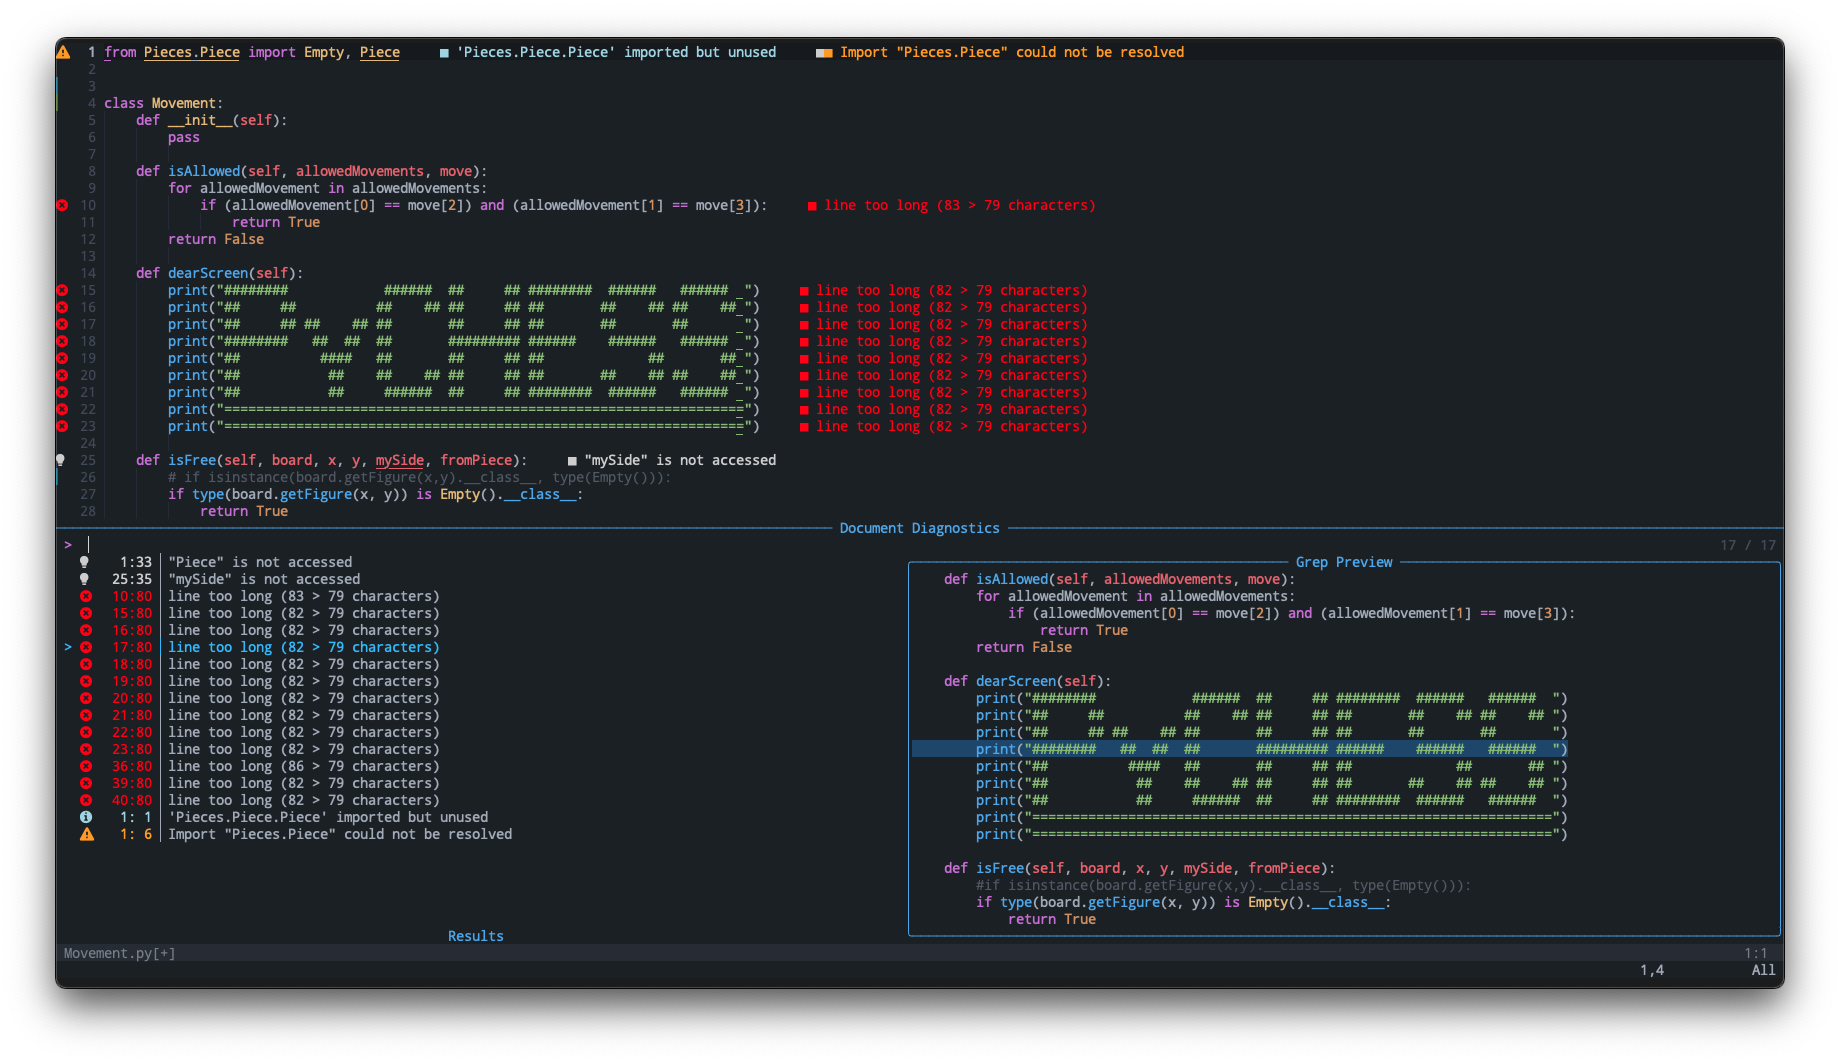 1 from Pieces.Piece import Empty, Piece     ■ 'Pieces.Piece.Piece' imported but unused     ■■ Import "Pieces.Piece" could not be resolved
2
3
4 class Movement:
5     def __init__(self):
6         pass
7
8     def isAllowed(self, allowedMovements, move):
9         for allowedMovement in allowedMovements:
10             if (allowedMovement[0] == move[2]) and (allowedMovement[1] == move[3]):     ■ line too long (83 > 79 characters)
11                 return True
12         return False
13
14     def dearScreen(self):
15         print("########            ######  ##     ## ########  ######   ######  ")     ■ line too long (82 > 79 characters)
16         print("##     ##          ##    ## ##     ## ##       ##    ## ##    ## ")     ■ line too long (82 > 79 characters)
17         print("##     ## ##    ## ##       ##     ## ##       ##       ##       ")     ■ line too long (82 > 79 characters)
18         print("########   ##  ##  ##       ######### ######    ######   ######  ")     ■ line too long (82 > 79 characters)
19         print("##          ####   ##       ##     ## ##             ##       ## ")     ■ line too long (82 > 79 characters)
20         print("##           ##    ##    ## ##     ## ##       ##    ## ##    ## ")     ■ line too long (82 > 79 characters)
21         print("##           ##     ######  ##     ## ########  ######   ######  ")     ■ line too long (82 > 79 characters)
22         print("=================================================================")     ■ line too long (82 > 79 characters)
23         print("=================================================================")     ■ line too long (82 > 79 characters)
24
25     def isFree(self, board, x, y, mySide, fromPiece):     ■ "mySide" is not accessed
26         # if isinstance(board.getFigure(x,y).__class__, type(Empty())):
27         if type(board.getFigure(x, y)) is Empty().__class__:
28             return True
Document Diagnostics
>
17 / 17
1:33 "Piece" is not accessed
25:35 "mySide" is not accessed
10:80 line too long (83 > 79 characters)
15:80 line too long (82 > 79 characters)
16:80 line too long (82 > 79 characters)
> 17:80 line too long (82 > 79 characters)
18:80 line too long (82 > 79 characters)
19:80 line too long (82 > 79 characters)
20:80 line too long (82 > 79 characters)
21:80 line too long (82 > 79 characters)
22:80 line too long (82 > 79 characters)
23:80 line too long (82 > 79 characters)
36:80 line too long (86 > 79 characters)
39:80 line too long (82 > 79 characters)
40:80 line too long (82 > 79 characters)
1: 1 'Pieces.Piece.Piece' imported but unused
1: 6 Import "Pieces.Piece" could not be resolved
Results
Grep Preview
    def isAllowed(self, allowedMovements, move):
        for allowedMovement in allowedMovements:
            if (allowedMovement[0] == move[2]) and (allowedMovement[1] == move[3]):
                return True
        return False
    def dearScreen(self):
        print("########            ######  ##     ## ########  ######   ######  ")
        print("##     ##          ##    ## ##     ## ##       ##    ## ##    ## ")
        print("##     ## ##    ## ##       ##     ## ##       ##       ##       ")
        print("########   ##  ##  ##       ######### ######    ######   ######  ")
        print("##          ####   ##       ##     ## ##             ##       ## ")
        print("##           ##    ##    ## ##     ## ##       ##    ## ##    ## ")
        print("##           ##     ######  ##     ## ########  ######   ######  ")
        print("=================================================================")
        print("=================================================================")
    def isFree(self, board, x, y, mySide, fromPiece):
        #if isinstance(board.getFigure(x,y).__class__, type(Empty())):
        if type(board.getFigure(x, y)) is Empty().__class__:
            return True
Movement.py[+]     1:1
1,4     All